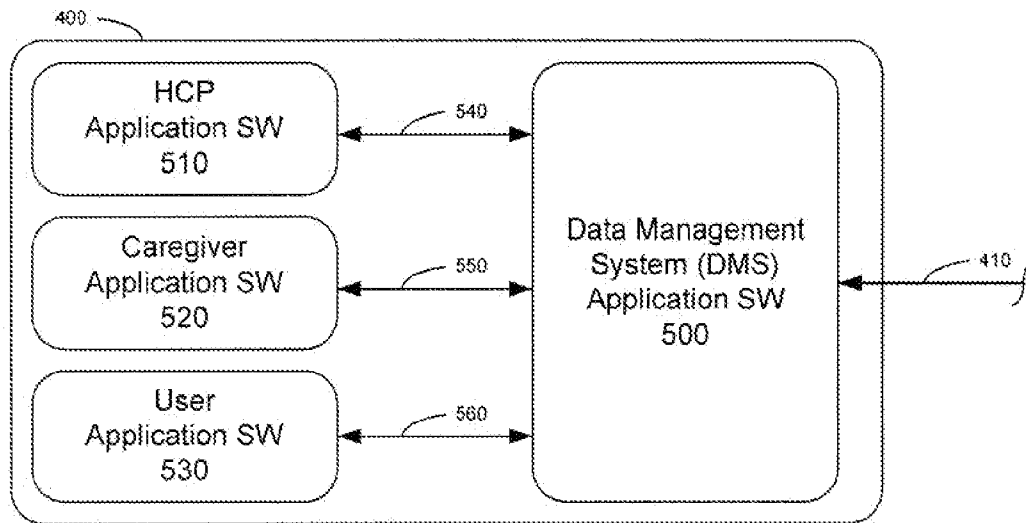 400
HCP
Application SW
510
540
Caregiver
Application SW
520
550
User
Application SW
530
560
Data Management
System (DMS)
Application SW
500
410